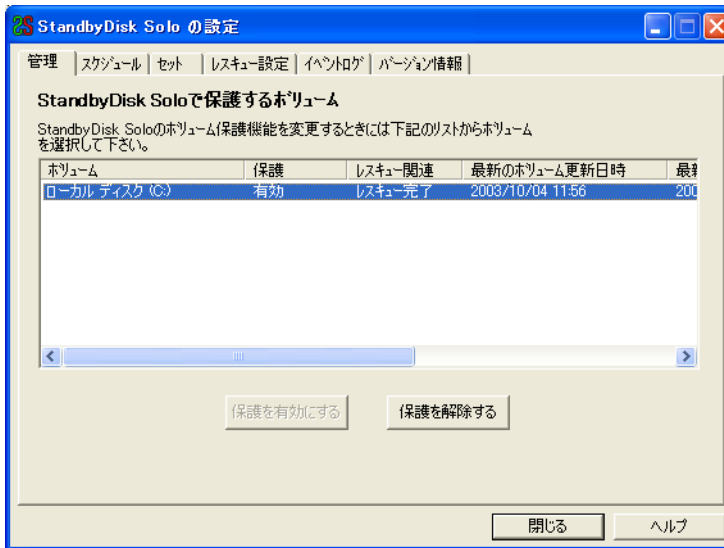 StandbyDisk Solo の設定
管理 スケジュール セット レスキュー設定 イベントログ バージョン情報
StandbyDisk Soloで保護するボリューム
StandbyDisk Soloのボリューム保護機能を変更するときには下記のリストからボリューム
を選択して下さい。
ボリューム 保護 レスキュー関連 最新のボリューム更新日時 最新
ローカル ディスク (C:) 有効 レスキュー完了 2003/10/04 11:56 200
保護を有効にする 保護を解除する
閉じる ヘルプ